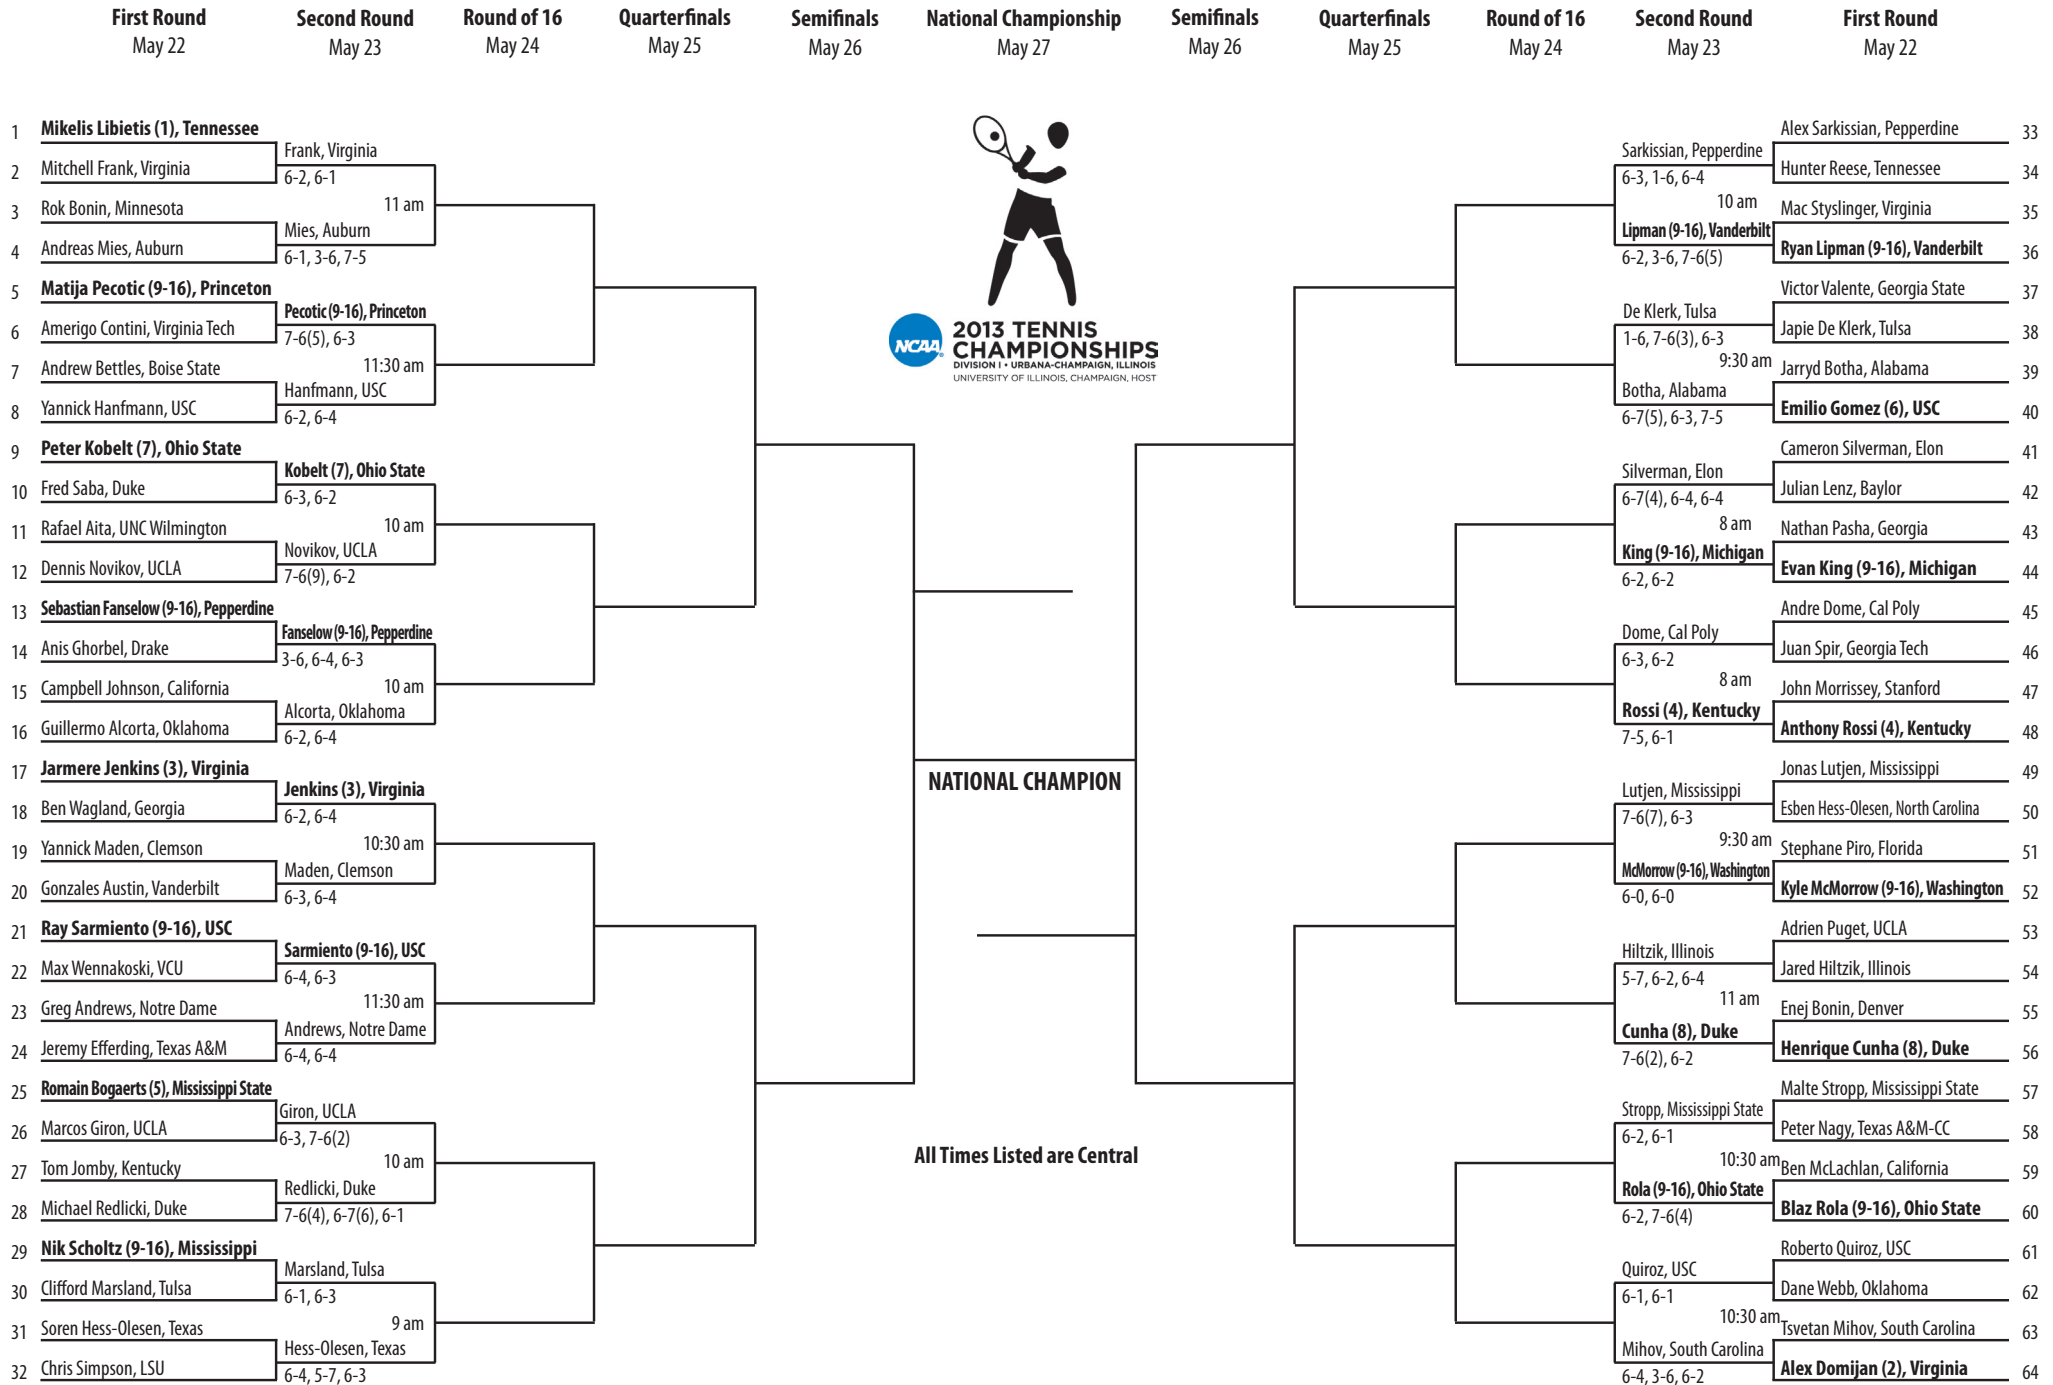 First Round
May 22
Second Round
May 23
Round of 16
May 24
Quarterfinals
May 25
Semifinals
May 26
National Championship
May 27
Semifinals
May 26
Quarterfinals
May 25
Round of 16
May 24
Second Round
May 23
First Round
May 22
1 Mikelis Libietis (1), Tennessee
2 Mitchell Frank, Virginia
3 Rok Bonin, Minnesota
4 Andreas Mies, Auburn
5 Matija Pecotic (9-16), Princeton
6 Amerigo Contini, Virginia Tech
7 Andrew Bettles, Boise State
8 Yannick Hanfmann, USC
9 Peter Kobelt (7), Ohio State
10 Fred Saba, Duke
11 Rafael Aita, UNC Wilmington
12 Dennis Novikov, UCLA
13 Sebastian Fanselow (9-16), Pepperdine
14 Anis Ghorbel, Drake
15 Campbell Johnson, California
16 Guillermo Alcorta, Oklahoma
17 Jarmere Jenkins (3), Virginia
18 Ben Wagland, Georgia
19 Yannick Maden, Clemson
20 Gonzales Austin, Vanderbilt
21 Ray Sarmiento (9-16), USC
22 Max Wennakoski, VCU
23 Greg Andrews, Notre Dame
24 Jeremy Efferding, Texas A&M
25 Romain Bogaerts (5), Mississippi State
26 Marcos Giron, UCLA
27 Tom Jomby, Kentucky
28 Michael Redlicki, Duke
29 Nik Scholtz (9-16), Mississippi
30 Clifford Marsland, Tulsa
31 Soren Hess-Olesen, Texas
32 Chris Simpson, LSU
Frank, Virginia
6-2, 6-1
11 am
Mies, Auburn
6-1, 3-6, 7-5
Pecotic (9-16), Princeton
7-6(5), 6-3
11:30 am
Hanfmann, USC
6-2, 6-4
Kobelt (7), Ohio State
6-3, 6-2
10 am
Novikov, UCLA
7-6(9), 6-2
Fanselow (9-16), Pepperdine
3-6, 6-4, 6-3
10 am
Alcorta, Oklahoma
6-2, 6-4
Jenkins (3), Virginia
6-2, 6-4
10:30 am
Maden, Clemson
6-3, 6-4
Sarmiento (9-16), USC
6-4, 6-3
11:30 am
Andrews, Notre Dame
6-4, 6-4
Giron, UCLA
6-3, 7-6(2)
10 am
Redlicki, Duke
7-6(4), 6-7(6), 6-1
Marsland, Tulsa
6-1, 6-3
9 am
Hess-Olesen, Texas
6-4, 5-7, 6-3
NCAA
2013 TENNIS
CHAMPIONSHIPS
DIVISION I • URBANA-CHAMPAIGN, ILLINOIS
UNIVERSITY OF ILLINOIS, CHAMPAIGN, HOST
NATIONAL CHAMPION
All Times Listed are Central
Sarkissian, Pepperdine
6-3, 1-6, 6-4
10 am
Lipman (9-16), Vanderbilt
6-2, 3-6, 7-6(5)
De Klerk, Tulsa
1-6, 7-6(3), 6-3
9:30 am
Botha, Alabama
6-7(5), 6-3, 7-5
Silverman, Elon
6-7(4), 6-4, 6-4
8 am
King (9-16), Michigan
6-2, 6-2
Dome, Cal Poly
6-3, 6-2
8 am
Rossi (4), Kentucky
7-5, 6-1
Lutjen, Mississippi
7-6(7), 6-3
9:30 am
McMorrow (9-16), Washington
6-0, 6-0
Hiltzik, Illinois
5-7, 6-2, 6-4
11 am
Cunha (8), Duke
7-6(2), 6-2
Stropp, Mississippi State
6-2, 6-1
10:30 am
Rola (9-16), Ohio State
6-2, 7-6(4)
Quiroz, USC
6-1, 6-1
10:30 am
Mihov, South Carolina
6-4, 3-6, 6-2
Alex Sarkissian, Pepperdine 33
Hunter Reese, Tennessee 34
Mac Styslinger, Virginia 35
Ryan Lipman (9-16), Vanderbilt 36
Victor Valente, Georgia State 37
Japie De Klerk, Tulsa 38
Jarryd Botha, Alabama 39
Emilio Gomez (6), USC 40
Cameron Silverman, Elon 41
Julian Lenz, Baylor 42
Nathan Pasha, Georgia 43
Evan King (9-16), Michigan 44
Andre Dome, Cal Poly 45
Juan Spir, Georgia Tech 46
John Morrissey, Stanford 47
Anthony Rossi (4), Kentucky 48
Jonas Lutjen, Mississippi 49
Esben Hess-Olesen, North Carolina 50
Stephane Piro, Florida 51
Kyle McMorrow (9-16), Washington 52
Adrien Puget, UCLA 53
Jared Hiltzik, Illinois 54
Enej Bonin, Denver 55
Henrique Cunha (8), Duke 56
Malte Stropp, Mississippi State 57
Peter Nagy, Texas A&M-CC 58
Ben McLachlan, California 59
Blaz Rola (9-16), Ohio State 60
Roberto Quiroz, USC 61
Dane Webb, Oklahoma 62
Tsvetan Mihov, South Carolina 63
Alex Domijan (2), Virginia 64